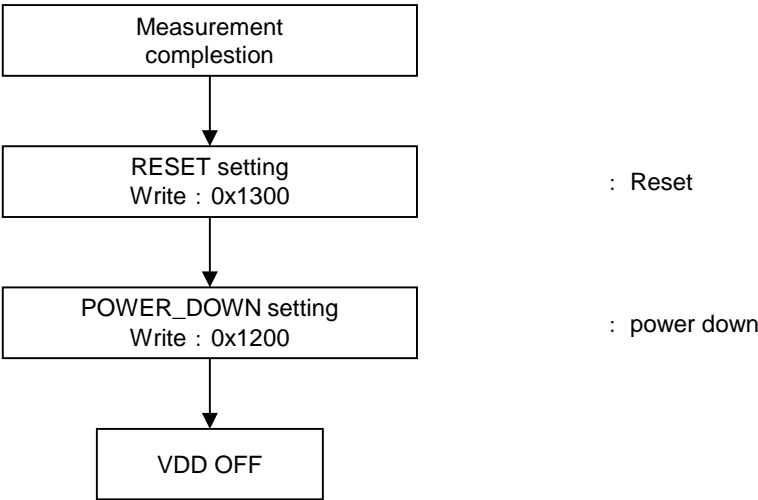 Measurement
complestion
RESET setting
Write：0x1300
： Reset
POWER_DOWN setting
Write：0x1200
： power down
VDD OFF